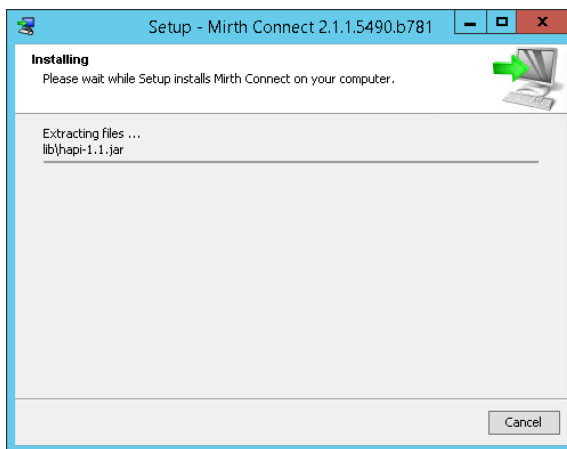 Setup - Mirth Connect 2.1.1.5490.b781
Installing
Please wait while Setup installs Mirth Connect on your computer.
Extracting files ...
lib\hapi-1.1.jar
Cancel